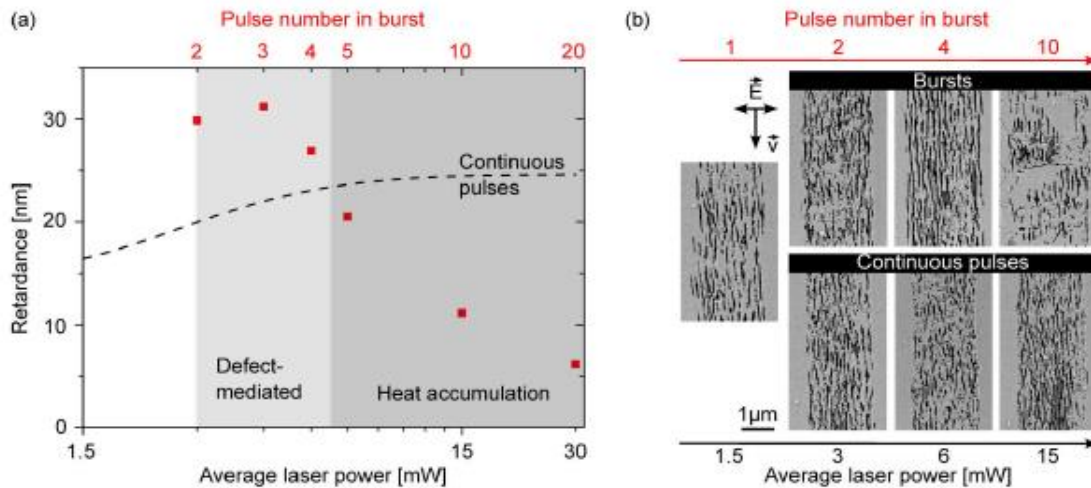 (a)
Pulse number in burst
2 3 4 5 10 20
30
20
10
0
Retardance [nm]
Continuous
pulses
Defect-
mediated
Heat accumulation
1.5 15 30
Average laser power [mW]
(b)
Pulse number in burst
1 2 4 10
Bursts
E
v
Continuous pulses
1µm
1.5 3 6 15
Average laser power [mW]